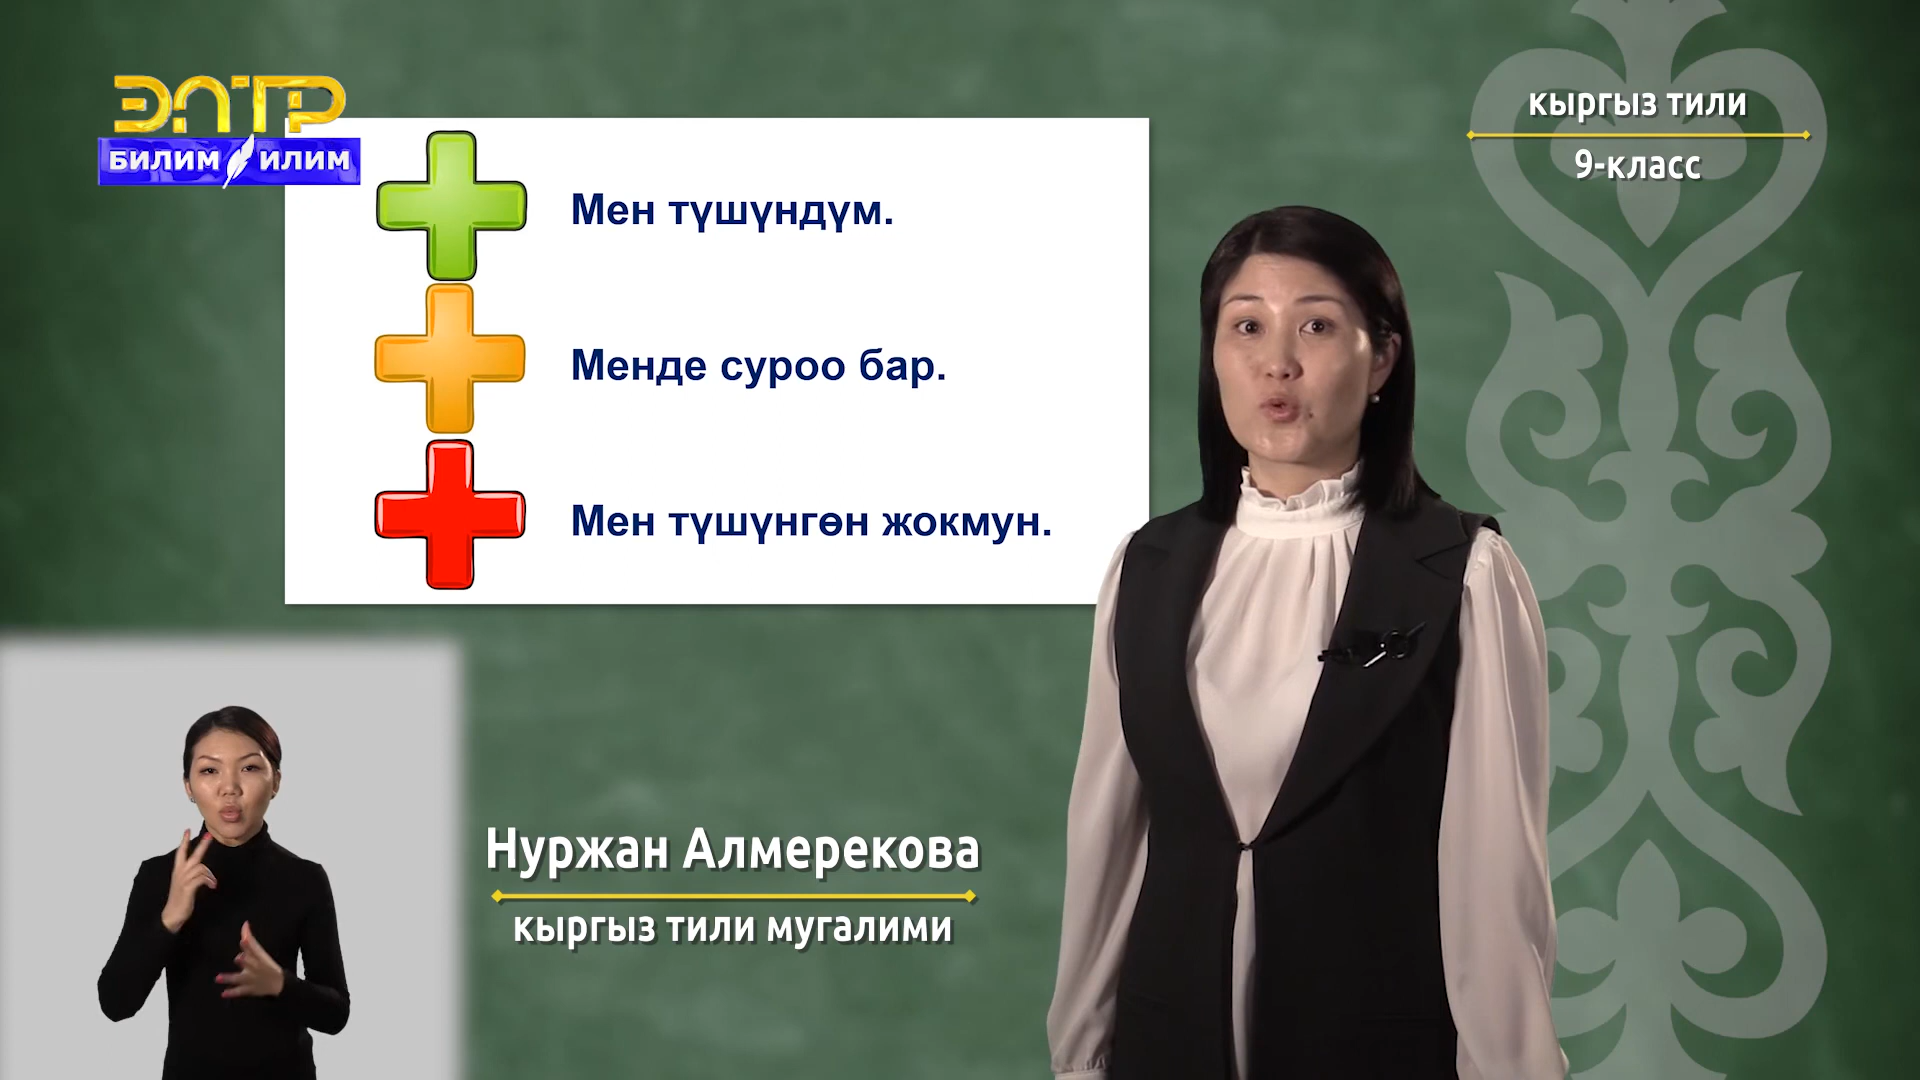 ЭЛТР
БИЛИМ ИЛИМ
кыргыз тили
9-класс
Мен түшүндүм.
Менде суроо бар.
Мен түшүнгөн жокмун.
Нуржан Алмерекова
кыргыз тили мугалими